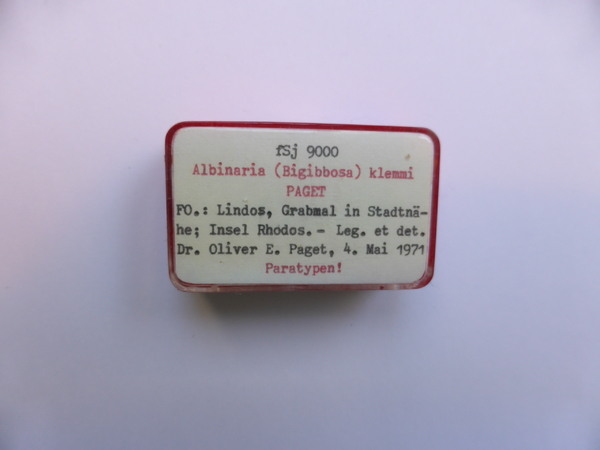 fSj 9000
Albinaria (Bigibbosa) klemmi
PAGET
FO.: Lindos, Grabmal in Stadtnä-
he; Insel Rhodos.- Leg. et det.
Dr. Oliver E. Paget, 4. Mai 1971
Paratypen!